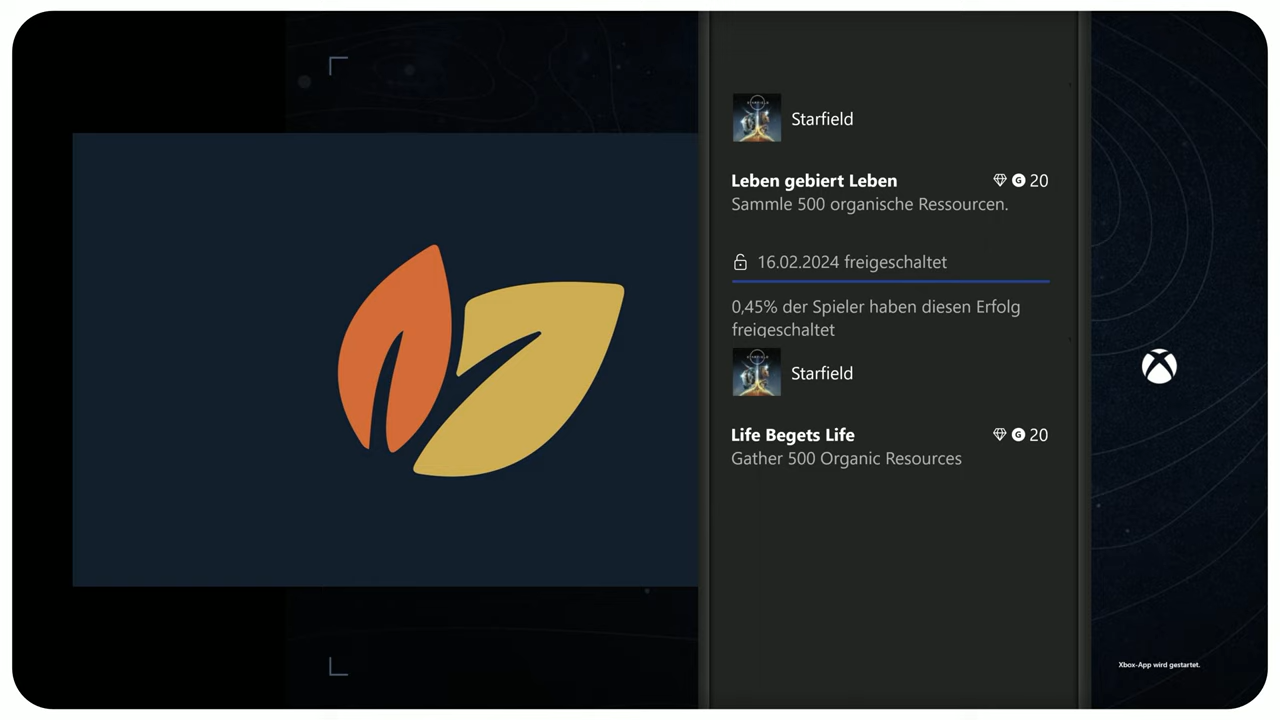 Starfield
Leben gebiert Leben
G 20
Sammle 500 organische Ressourcen.
16.02.2024 freigeschaltet
0,45% der Spieler haben diesen Erfolg
freigeschaltet
Starfield
Life Begets Life
G 20
Gather 500 Organic Resources
Xbox-App wird gestartet.